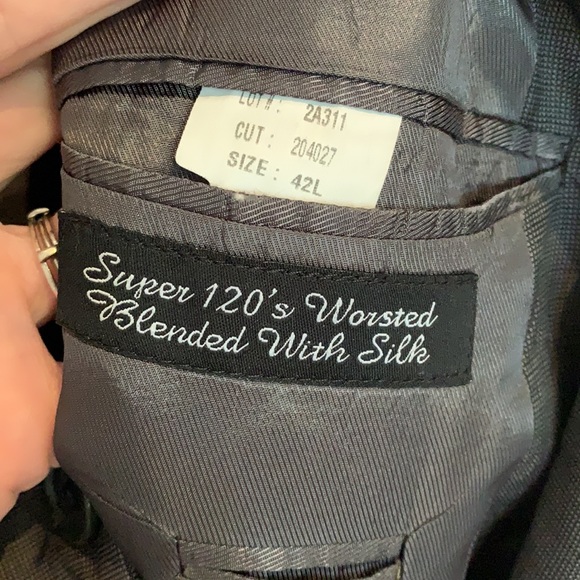 LOT#: 2A311
CUT: 204027
SIZE: 42L
Super 120's Worsted
Blended With Silk